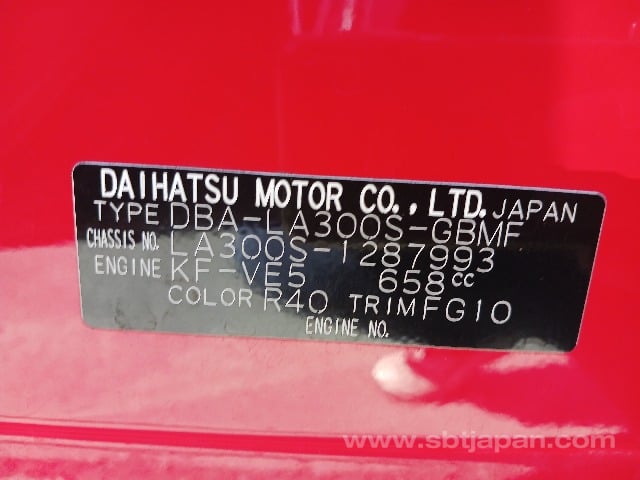 DAIHATSU MOTOR CO., LTD. JAPAN
TYPE DBA-LA300S-GBMF
CHASSIS NO. LA300S-1287993
ENGINE KF-VE5 658cc
COLOR R40 TRIM FG10
ENGINE NO.
www.sbtjapan.com